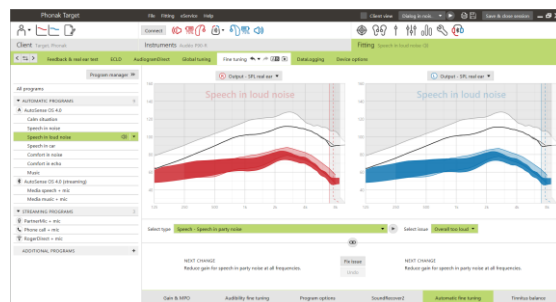 Phonak Target
File Fitting eService Help
Client view Dialog in nois.. Save & close session
Connect
Client Target, Phonak
Instruments Audéo P90-R
Fitting Speech in loud noise
Feedback & real ear test ECLO AudiogramDirect Global tuning Fine tuning DataLogging Device options
Program manager
Output - SPL real ear
Output - SPL real ear
All programs
Speech in loud noise
Speech in loud noise
AUTOMATIC PROGRAMS
AutoSense OS 4.0
Calm situation
Speech in noise
Speech in loud noise
Speech in car
Comfort in noise
Comfort in echo
Music
AutoSense OS 4.0 (streaming)
Media speech + mic
Media music + mic
STREAMING PROGRAMS
PartnerMic + mic
Phone call + mic
RogerDirect + mic
ADDITIONAL PROGRAMS
Select type Speech - Speech in party noise
Select issue Overall too loud
NEXT CHANGE
Reduce gain for speech in party noise at all frequencies.
Fix issue
Undo
NEXT CHANGE
Reduce gain for speech in party noise at all frequencies.
Gain & MPO Audibility fine tuning Program options SoundRecover2 Automatic fine tuning Tinnitus balance